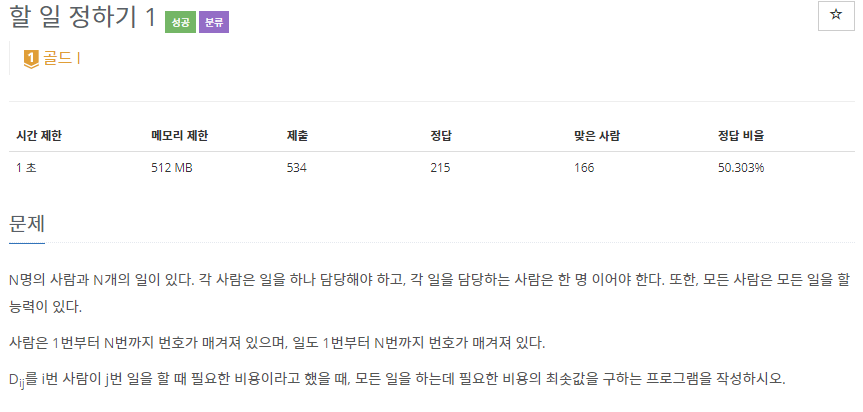 할 일 정하기 1 성공 분류
☆
1 골드 I
시간 제한 메모리 제한 제출 정답 맞은 사람 정답 비율
1 초 512 MB 534 215 166 50.303%
문제
N명의 사람과 N개의 일이 있다. 각 사람은 일을 하나 담당해야 하고, 각 일을 담당하는 사람은 한 명 이어야 한다. 또한, 모든 사람은 모든 일을 할
능력이 있다.
사람은 1번부터 N번까지 번호가 매겨져 있으며, 일도 1번부터 N번까지 번호가 매겨져 있다.
Dij를 i번 사람이 j번 일을 할 때 필요한 비용이라고 했을 때, 모든 일을 하는데 필요한 비용의 최솟값을 구하는 프로그램을 작성하시오.